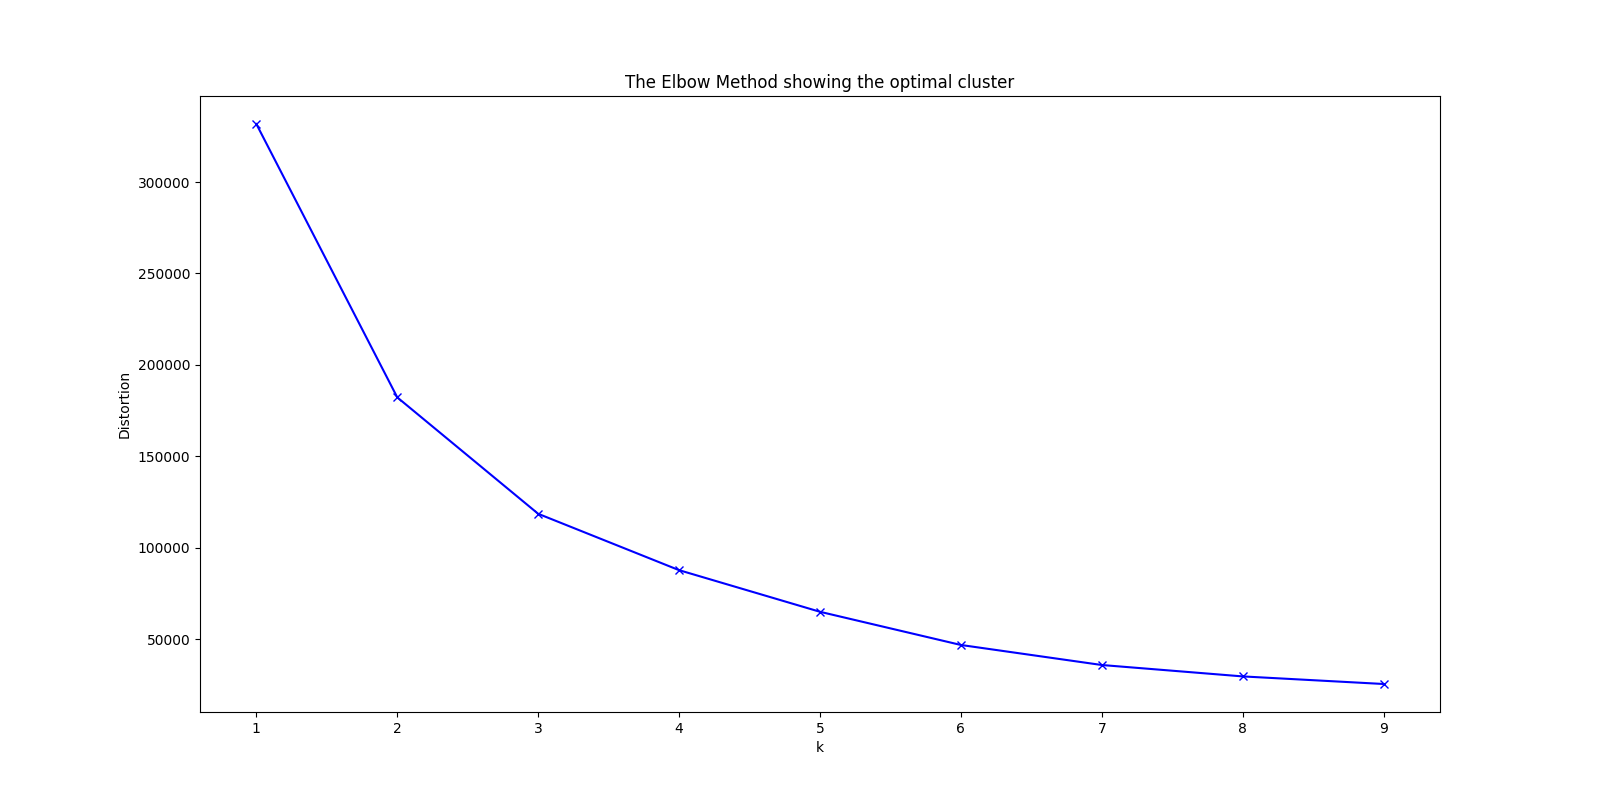 The Elbow Method showing the optimal cluster
300000
250000
200000
150000
100000
50000
Distortion
1 2 3 4 5 6 7 8 9
k